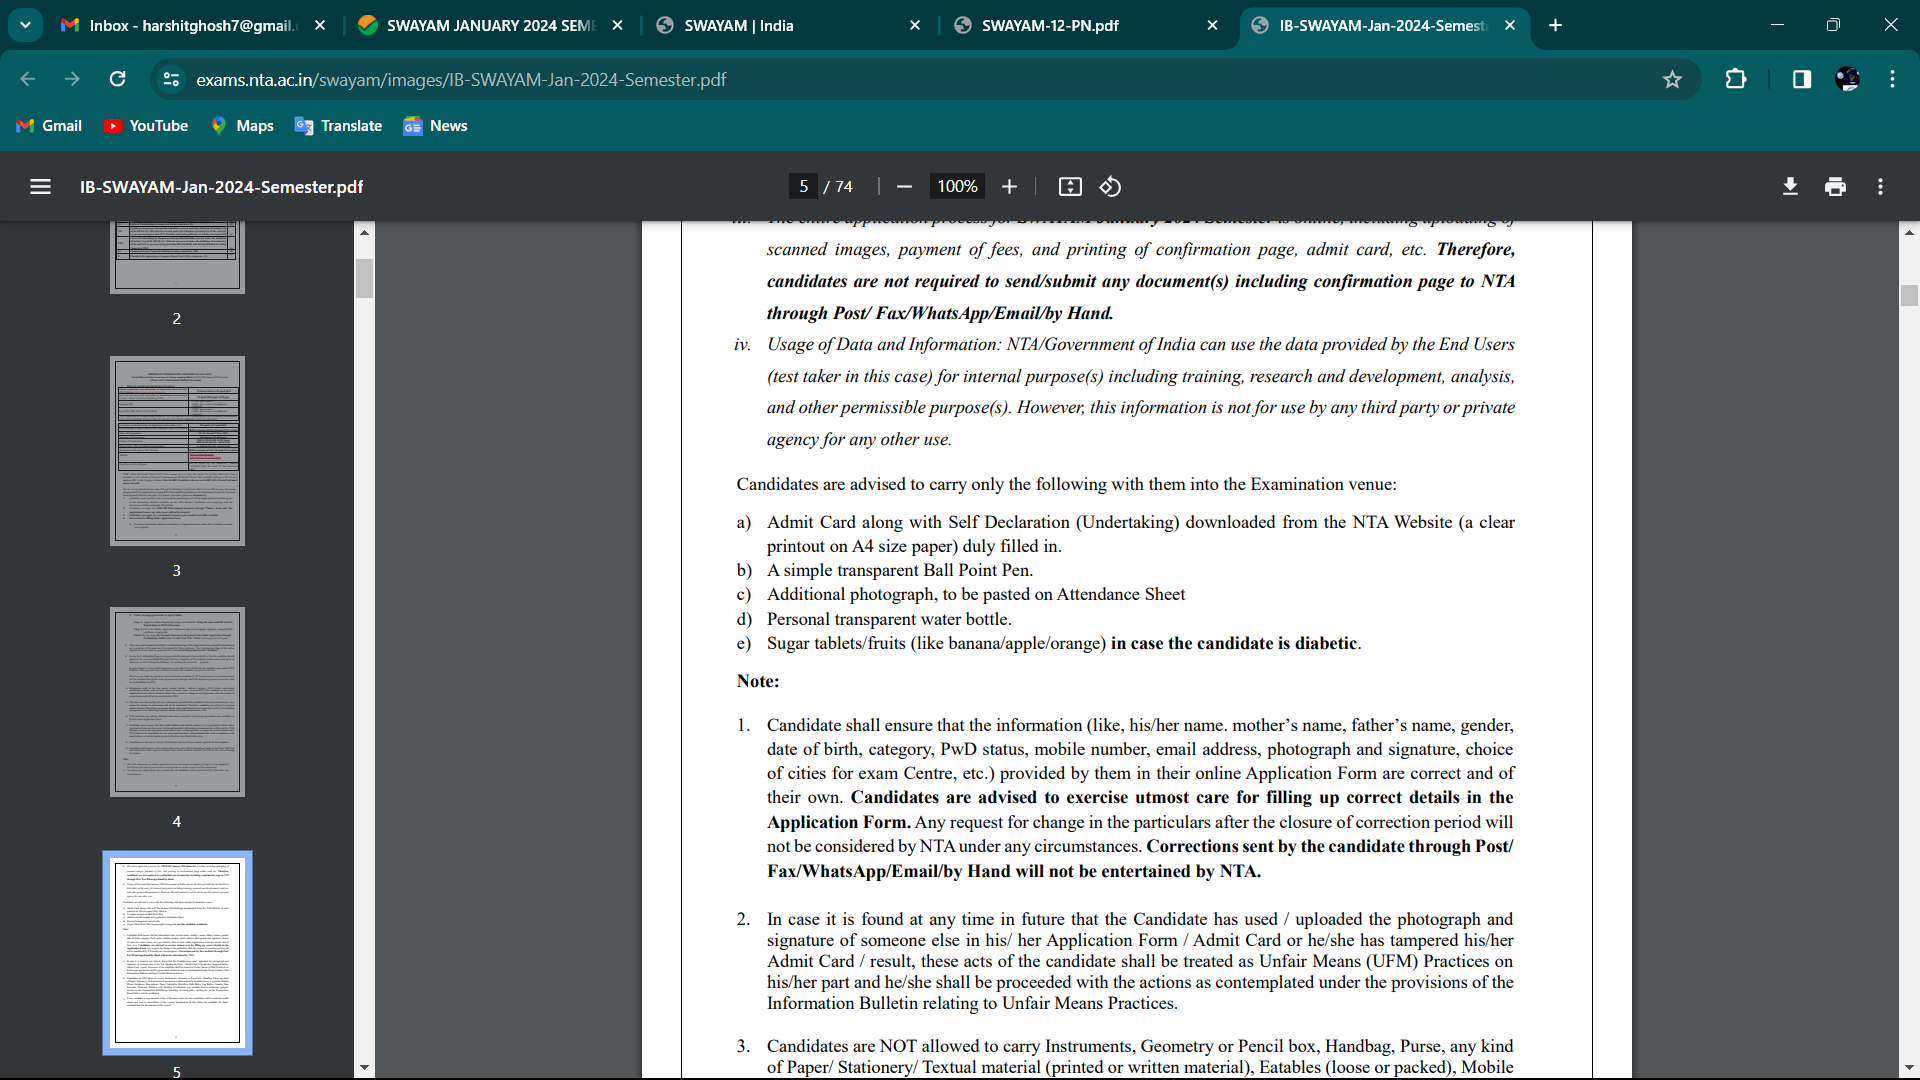 Inbox - harshitghosh7@gmail.
SWAYAM JANUARY 2024 SEME
SWAYAM | India
SWAYAM-12-PN.pdf
IB-SWAYAM-Jan-2024-Semest
exams.nta.ac.in/swayam/images/IB-SWAYAM-Jan-2024-Semester.pdf
Gmail YouTube Maps Translate News
IB-SWAYAM-Jan-2024-Semester.pdf
5 / 74 100%
2
3
4
5
iii. The entire application process for SWAYAM January 2024 Semester is online, including uploading of
scanned images, payment of fees, and printing of confirmation page, admit card, etc. Therefore,
candidates are not required to send/submit any document(s) including confirmation page to NTA
through Post/ Fax/WhatsApp/Email/by Hand.
iv. Usage of Data and Information: NTA/Government of India can use the data provided by the End Users
(test taker in this case) for internal purpose(s) including training, research and development, analysis,
and other permissible purpose(s). However, this information is not for use by any third party or private
agency for any other use.
Candidates are advised to carry only the following with them into the Examination venue:
a) Admit Card along with Self Declaration (Undertaking) downloaded from the NTA Website (a clear
printout on A4 size paper) duly filled in.
b) A simple transparent Ball Point Pen.
c) Additional photograph, to be pasted on Attendance Sheet
d) Personal transparent water bottle.
e) Sugar tablets/fruits (like banana/apple/orange) in case the candidate is diabetic.
Note:
1. Candidate shall ensure that the information (like, his/her name. mother’s name, father’s name, gender,
date of birth, category, PwD status, mobile number, email address, photograph and signature, choice
of cities for exam Centre, etc.) provided by them in their online Application Form are correct and of
their own. Candidates are advised to exercise utmost care for filling up correct details in the
Application Form. Any request for change in the particulars after the closure of correction period will
not be considered by NTA under any circumstances. Corrections sent by the candidate through Post/
Fax/WhatsApp/Email/by Hand will not be entertained by NTA.
2. In case it is found at any time in future that the Candidate has used / uploaded the photograph and
signature of someone else in his/ her Application Form / Admit Card or he/she has tampered his/her
Admit Card / result, these acts of the candidate shall be treated as Unfair Means (UFM) Practices on
his/her part and he/she shall be proceeded with the actions as contemplated under the provisions of the
Information Bulletin relating to Unfair Means Practices.
3. Candidates are NOT allowed to carry Instruments, Geometry or Pencil box, Handbag, Purse, any kind
of Paper/ Stationery/ Textual material (printed or written material), Eatables (loose or packed), Mobile